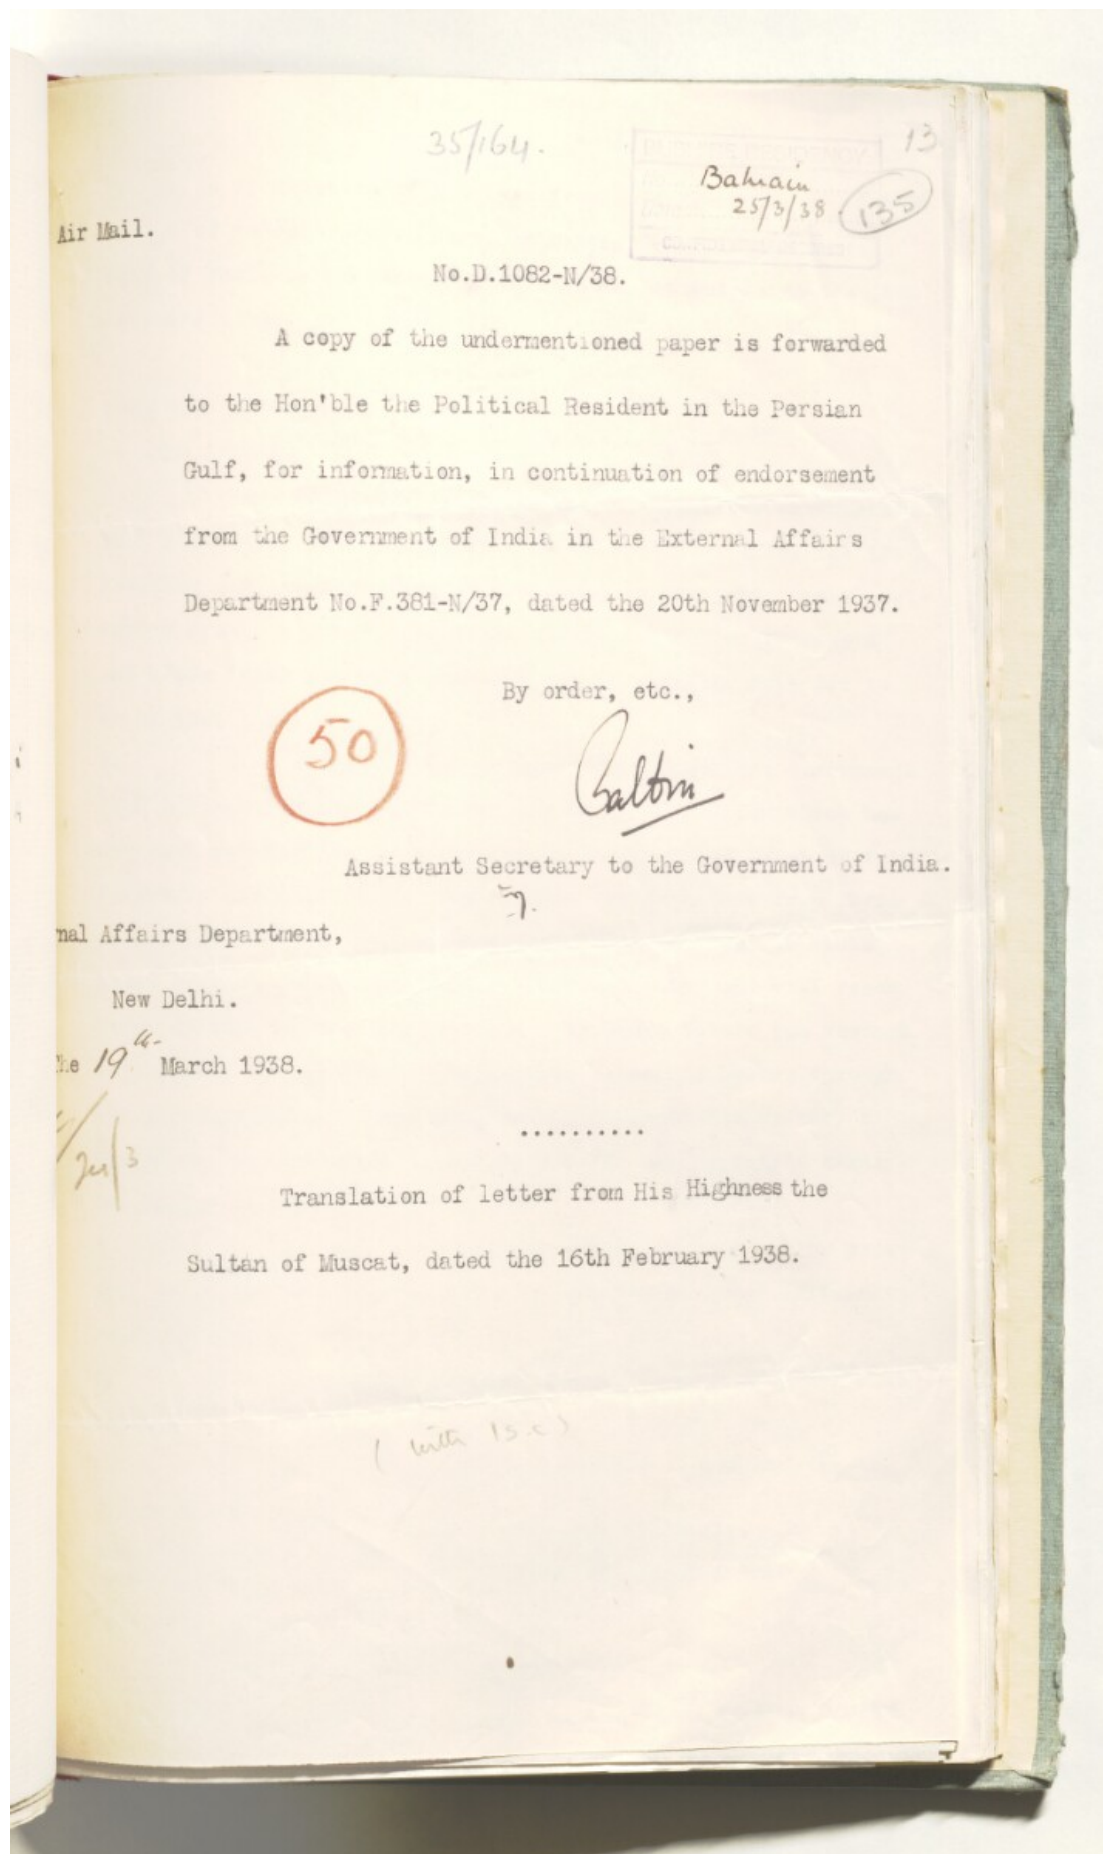 35/164.
13
Bahrain
25/3/38
135
Air Mail.
No.D.1082-N/38.
A copy of the undermentioned paper is forwarded
to the Hon'ble the Political Resident in the Persian
Gulf, for information, in continuation of endorsement
from the Government of India in the External Affairs
Department No.F.381-N/37, dated the 20th November 1937.
By order, etc.,
50
Assistant Secretary to the Government of India.
nal Affairs Department,
New Delhi.
he 19th March 1938.
..........
Translation of letter from His Highness the
Sultan of Muscat, dated the 16th February 1938.
( with 1 s.c )